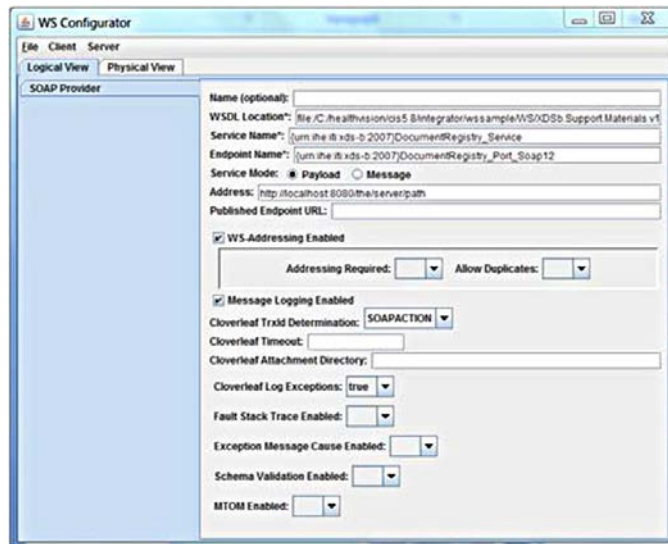 WS Configurator
File Client Server
Logical View Physical View
SOAP Provider
Name (optional):
WSDL Location*: file:/C:/healthvision/cis5.8/integrator/wssample/WS/XDSb.Support.Materials.v1
Service Name*: {urn:ihe:iti:xds-b:2007}DocumentRegistry_Service
Endpoint Name*: {urn:ihe:iti:xds-b:2007}DocumentRegistry_Port_Soap12
Service Mode: Payload Message
Address: http://localhost:8080/the/server/path
Published Endpoint URL:
WS-Addressing Enabled
Addressing Required: Allow Duplicates:
Message Logging Enabled
Cloverleaf TrxId Determination: SOAPACTION
Cloverleaf Timeout:
Cloverleaf Attachment Directory:
Cloverleaf Log Exceptions: true
Fault Stack Trace Enabled:
Exception Message Cause Enabled:
Schema Validation Enabled:
MTOM Enabled: